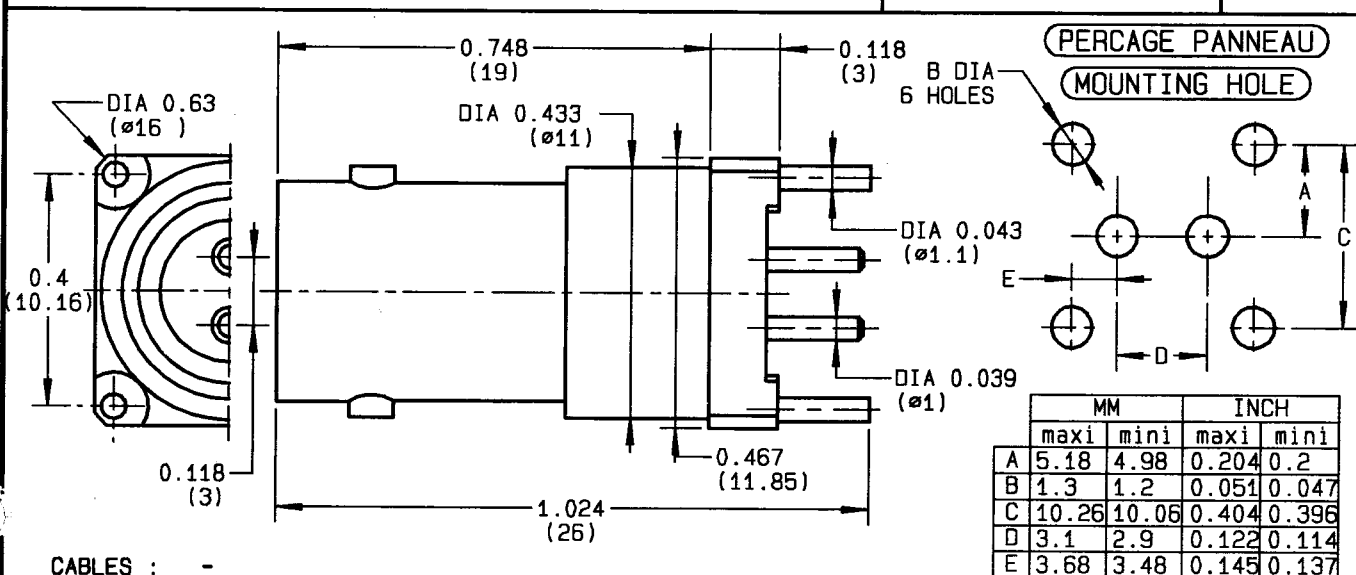 0.748
(19)
0.118
(3)
PERCAGE PANNEAU
MOUNTING HOLE
B DIA
6 HOLES
DIA 0.63
(ø16 )
DIA 0.433
(ø11)
A
C
0.4
(10.16)
DIA 0.043
(ø1.1)
E
D
DIA 0.039
(ø1)
0.118
(3)
0.467
(11.85)
1.024
(26)
MM INCH
maxi mini maxi mini
A 5.18 4.98 0.204 0.2
B 1.3 1.2 0.051 0.047
C 10.26 10.06 0.404 0.396
D 3.1 2.9 0.122 0.114
E 3.68 3.48 0.145 0.137
CABLES : -